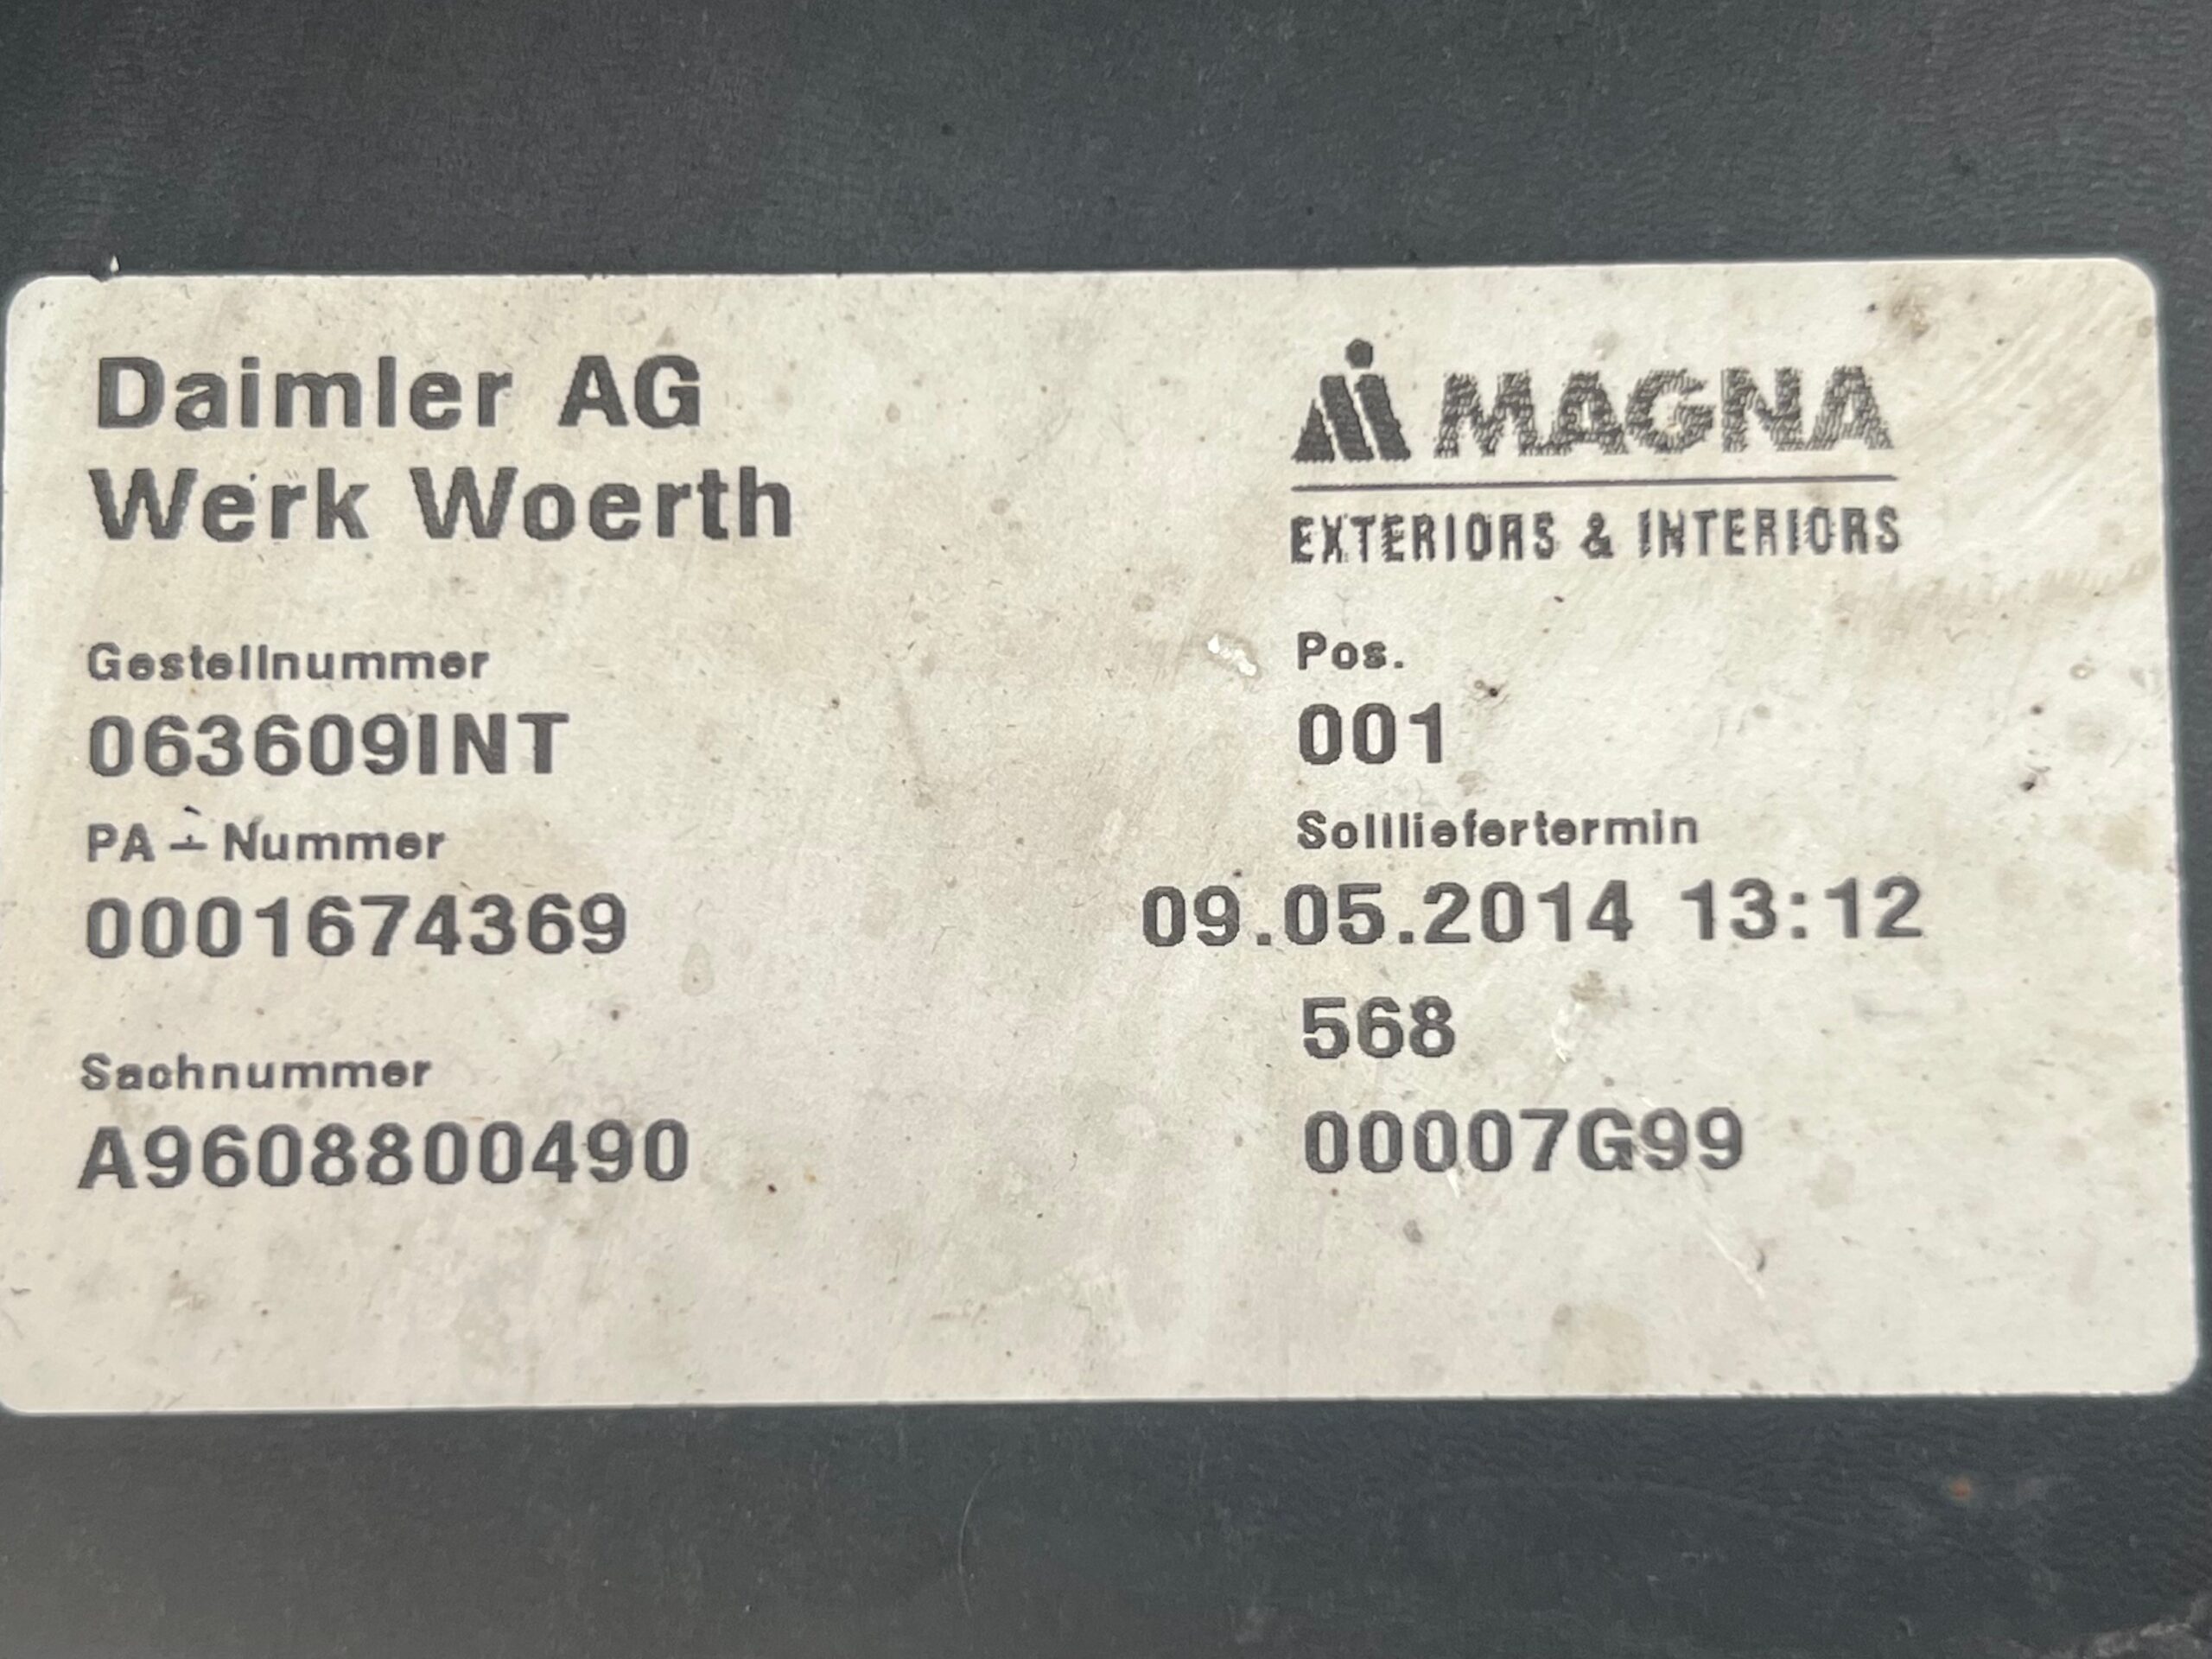 Daimler AG
Werk Woerth
MAGNA
EXTERIORS & INTERIORS
Gestellnummer
063609INT
Pos.
001
PA - Nummer
0001674369
Sollliefertermin
09.05.2014 13:12
568
Sachnummer
A9608800490
00007G99